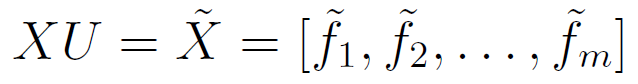 XU = X̃ = [f̃₁, f̃₂, . . . , f̃ₘ]